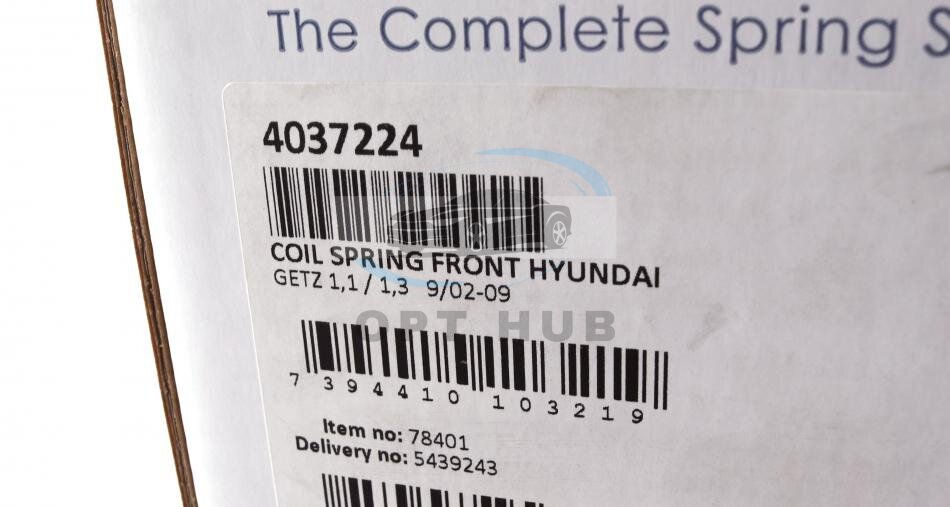 The Complete Spring S
4037224
COIL SPRING FRONT HYUNDAI
GETZ 1,1 / 1,3 9/02-09
OPT HUB
7 394410 103219
Item no: 78401
Delivery no: 5439243